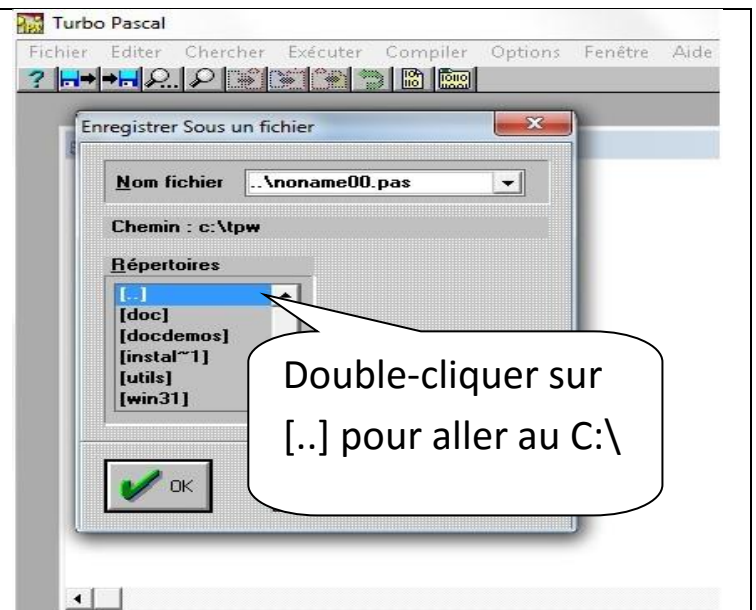 Turbo Pascal
Fichier Editer Chercher Exécuter Compiler Options Fenêtre Aide
Enregistrer Sous un fichier
Nom fichier ..\noname00.pas
Chemin : c:\tpw
Répertoires
[..]
[doc]
[docdemos]
[instal~1]
[utils]
[win31]
Double-cliquer sur
[..] pour aller au C:\
OK